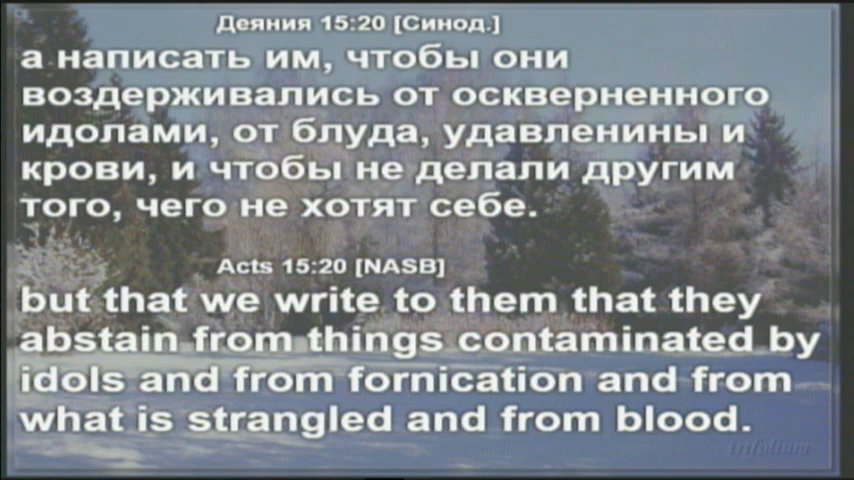 Деяния 15:20 [Синод.]
а написать им, чтобы они
воздерживались от оскверненного
идолами, от блуда, удавленины и
крови, и чтобы не делали другим
того, чего не хотят себе.
Acts 15:20 [NASB]
but that we write to them that they
abstain from things contaminated by
idols and from fornication and from
what is strangled and from blood.
trifolium